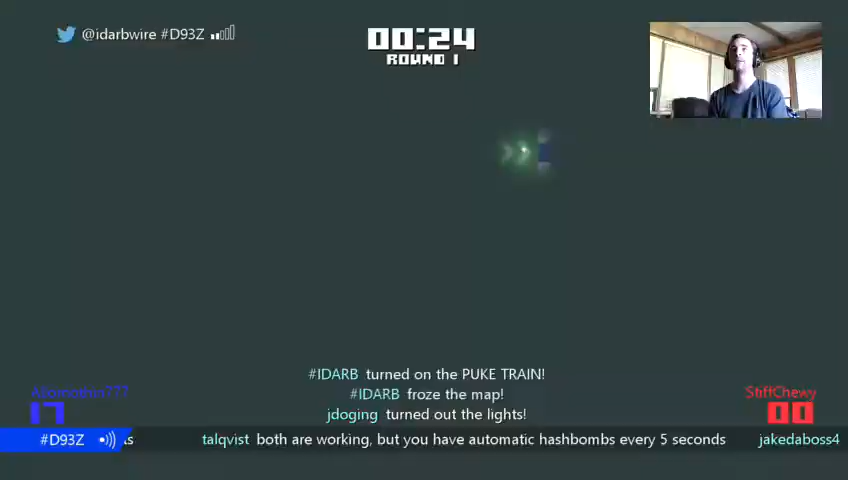 @idarbwire #D93Z
00:24
ROUND 1
#IDARB turned on the PUKE TRAIN!
#IDARB froze the map!
jdoging turned out the lights!
StiffChewy
17
00
#D93Z
talqvist both are working, but you have automatic hashbombs every 5 seconds jakedaboss4